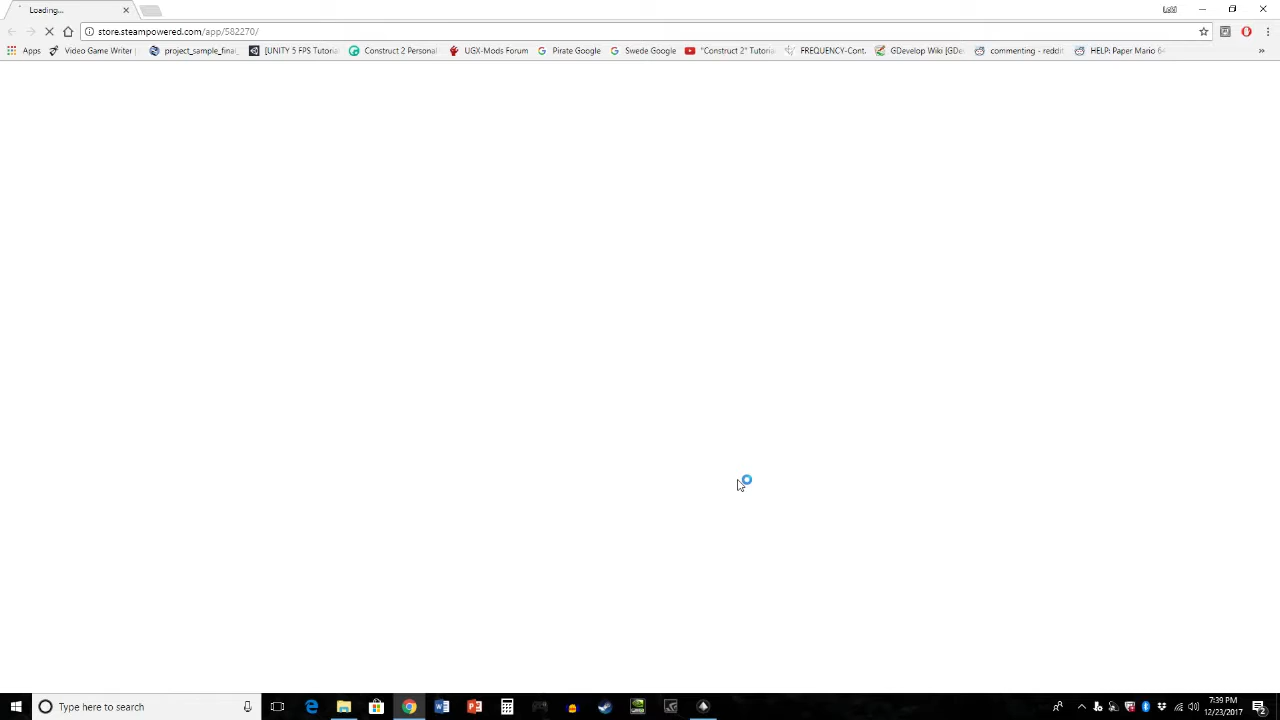 Loading...
store.steampowered.com/app/582270/
Apps
Video Game Writer
project_sample_final
[UNITY 5 FPS Tutoria
Construct 2 Personal
UGX-Mods Forum
Pirate Google
Swede Google
"Construct 2" Tutoria
FREQUENCY-Cont.
GDevelop Wiki [GDe
commenting - reddit
HELP: Paper Mario 64
»
Type here to search
7:39 PM
12/23/2017